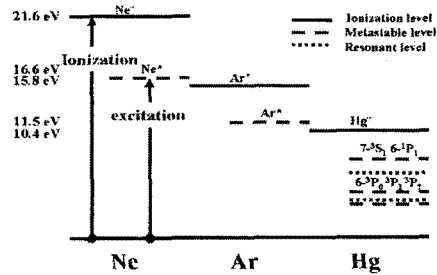 21.6 eV
Ne⁺
Ionization level
Metastable level
Resonant level
Ionization
16.6 eV
Ne*
15.8 eV
Ar⁺
excitation
11.5 eV
Ar*
10.4 eV
Hg⁺
7-³S₁ 6-¹P₁
6-³P₀ ³P₁ ³P₂
Ne Ar Hg